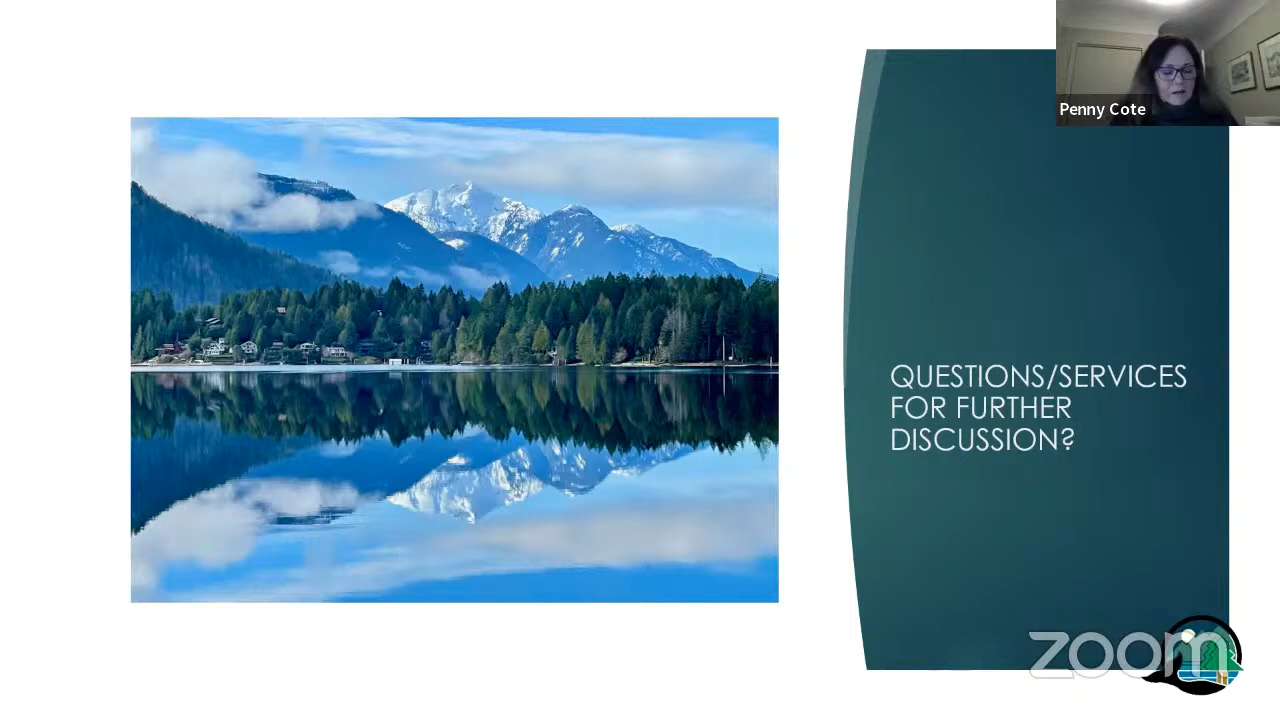 Penny Cote
QUESTIONS/SERVICES
FOR FURTHER
DISCUSSION?
zoom